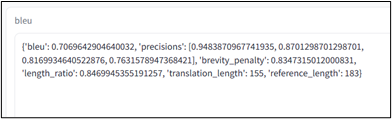 bleu
{'bleu': 0.7069642904640032, 'precisions': [0.9483870967741935, 0.8701298701298701,
0.8169934640522876, 0.7631578947368421], 'brevity_penalty': 0.8347315012000831,
'length_ratio': 0.8469945355191257, 'translation_length': 155, 'reference_length': 183}